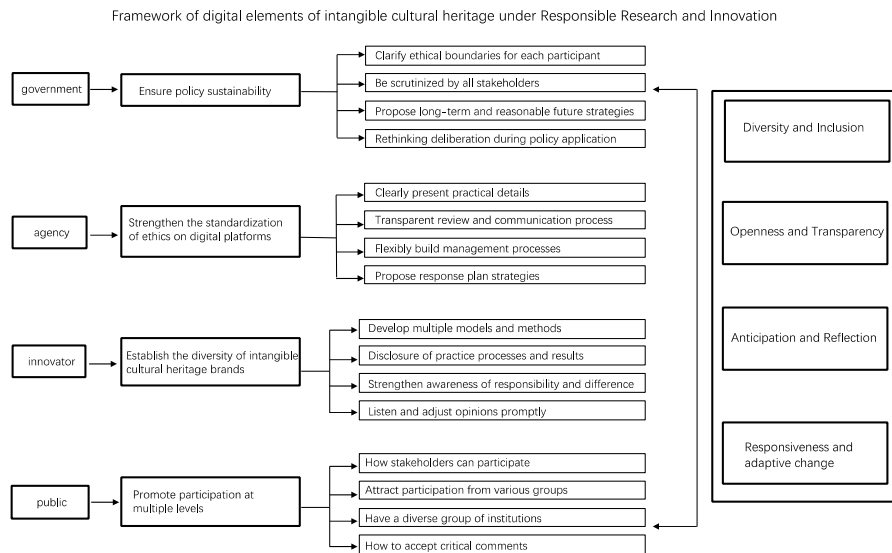 Framework of digital elements of intangible cultural heritage under Responsible Research and Innovation
government
Ensure policy sustainability
Clarify ethical boundaries for each participant
Be scrutinized by all stakeholders
Propose long-term and reasonable future strategies
Rethinking deliberation during policy application
agency
Strengthen the standardization
of ethics on digital platforms
Clearly present practical details
Transparent review and communication process
Flexibly build management processes
Propose response plan strategies
innovator
Establish the diversity of intangible
cultural heritage brands
Develop multiple models and methods
Disclosure of practice processes and results
Strengthen awareness of responsibility and difference
Listen and adjust opinions promptly
public
Promote participation at
multiple levels
How stakeholders can participate
Attract participation from various groups
Have a diverse group of institutions
How to accept critical comments
Diversity and Inclusion
Openness and Transparency
Anticipation and Reflection
Responsiveness and
adaptive change